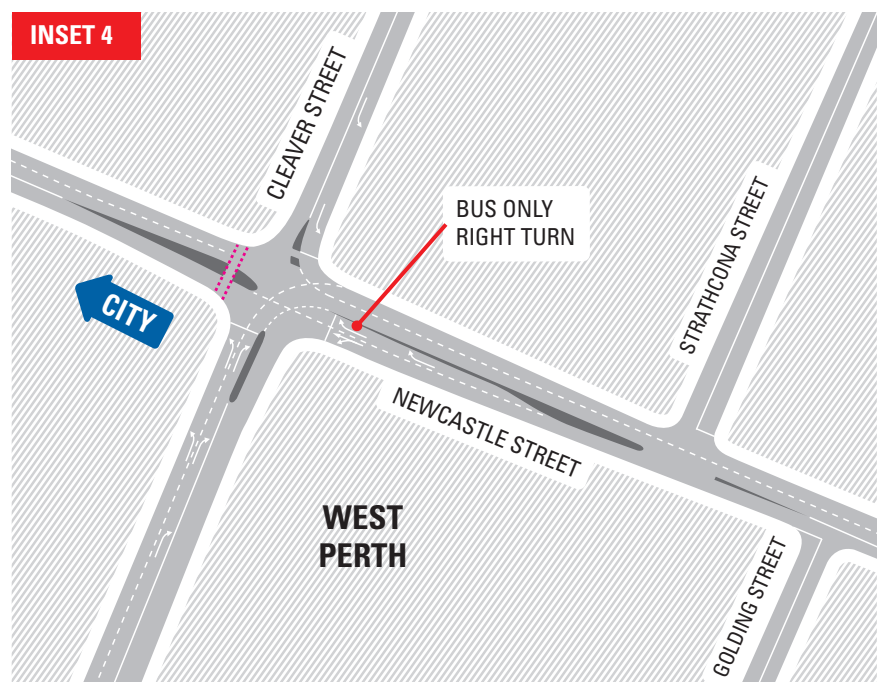 INSET 4
CLEAVER STREET
BUS ONLY
RIGHT TURN
STRATHCONA STREET
CITY
NEWCASTLE STREET
WEST
PERTH
GOLDING STREET